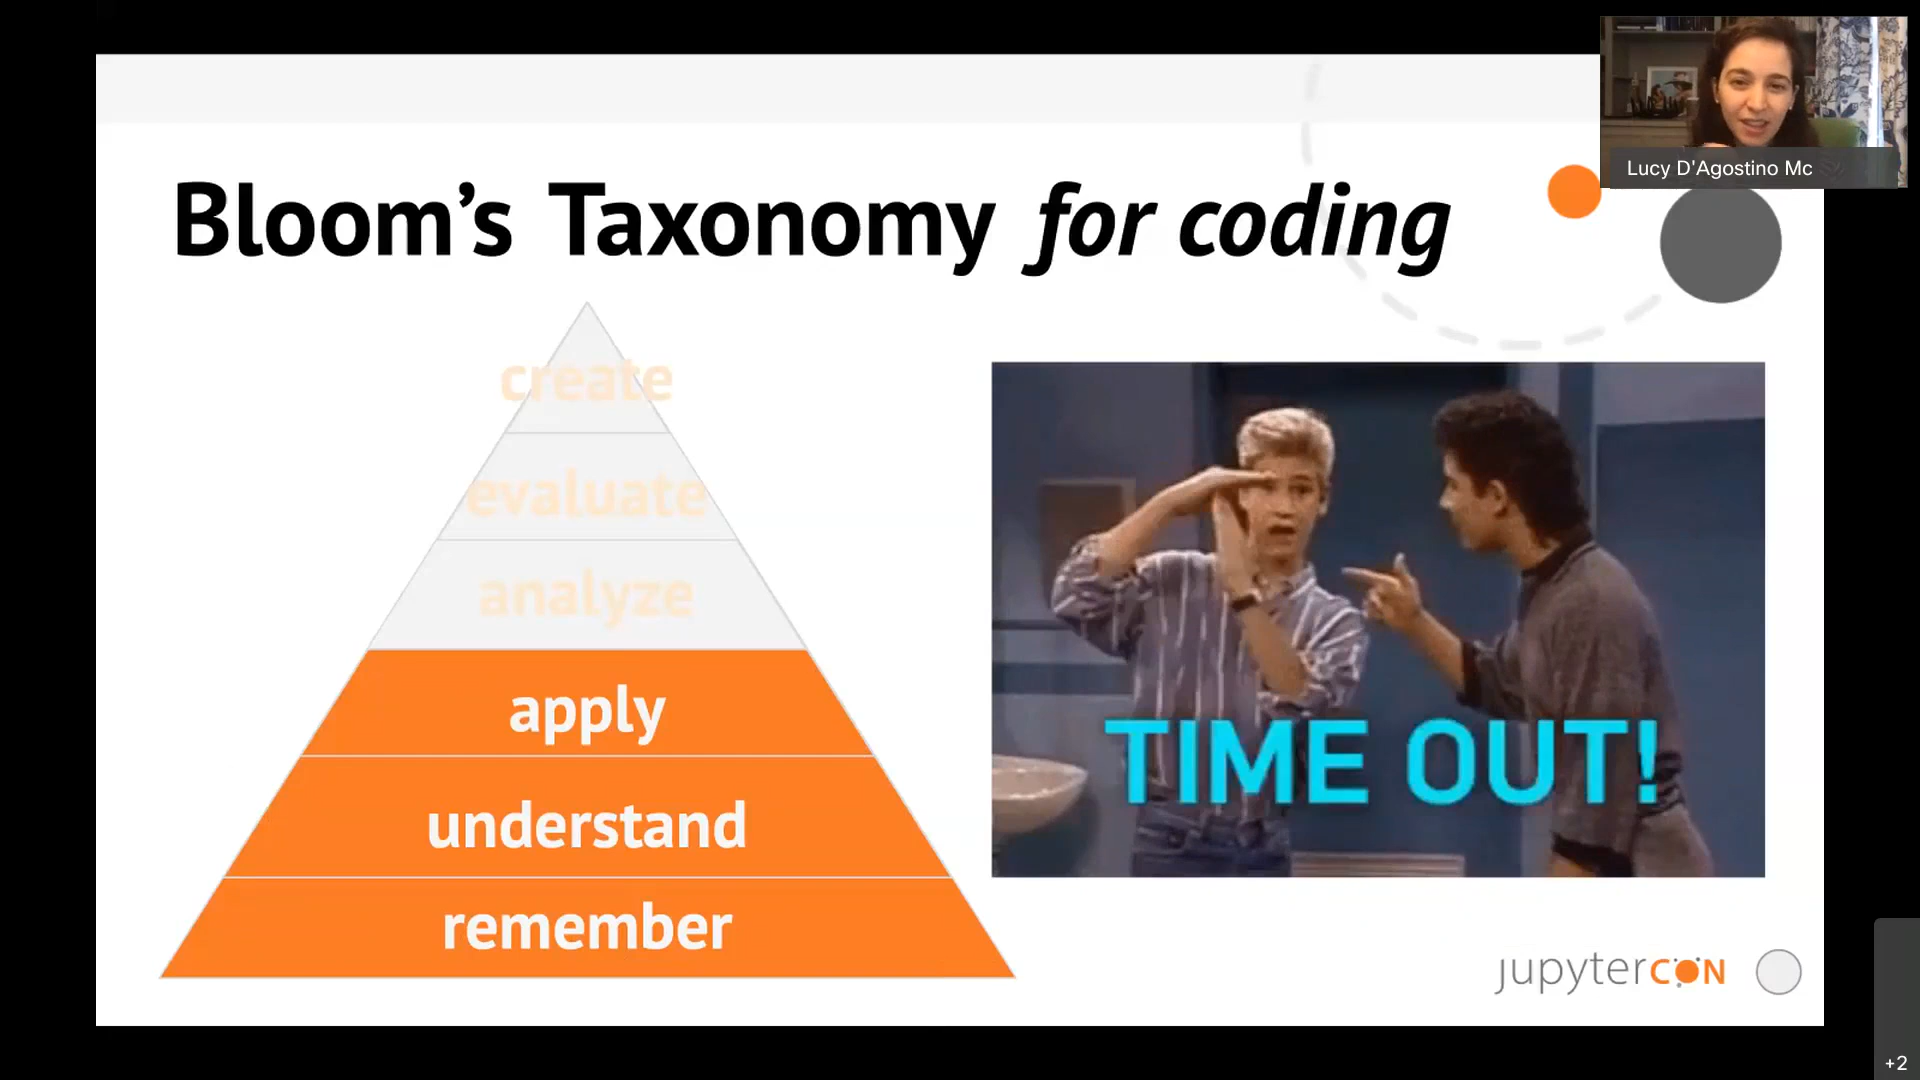 Lucy D'Agostino Mc
Bloom's Taxonomy for coding
create
evaluate
analyze
apply
understand
remember
TIME OUT!
jupytercon
+2